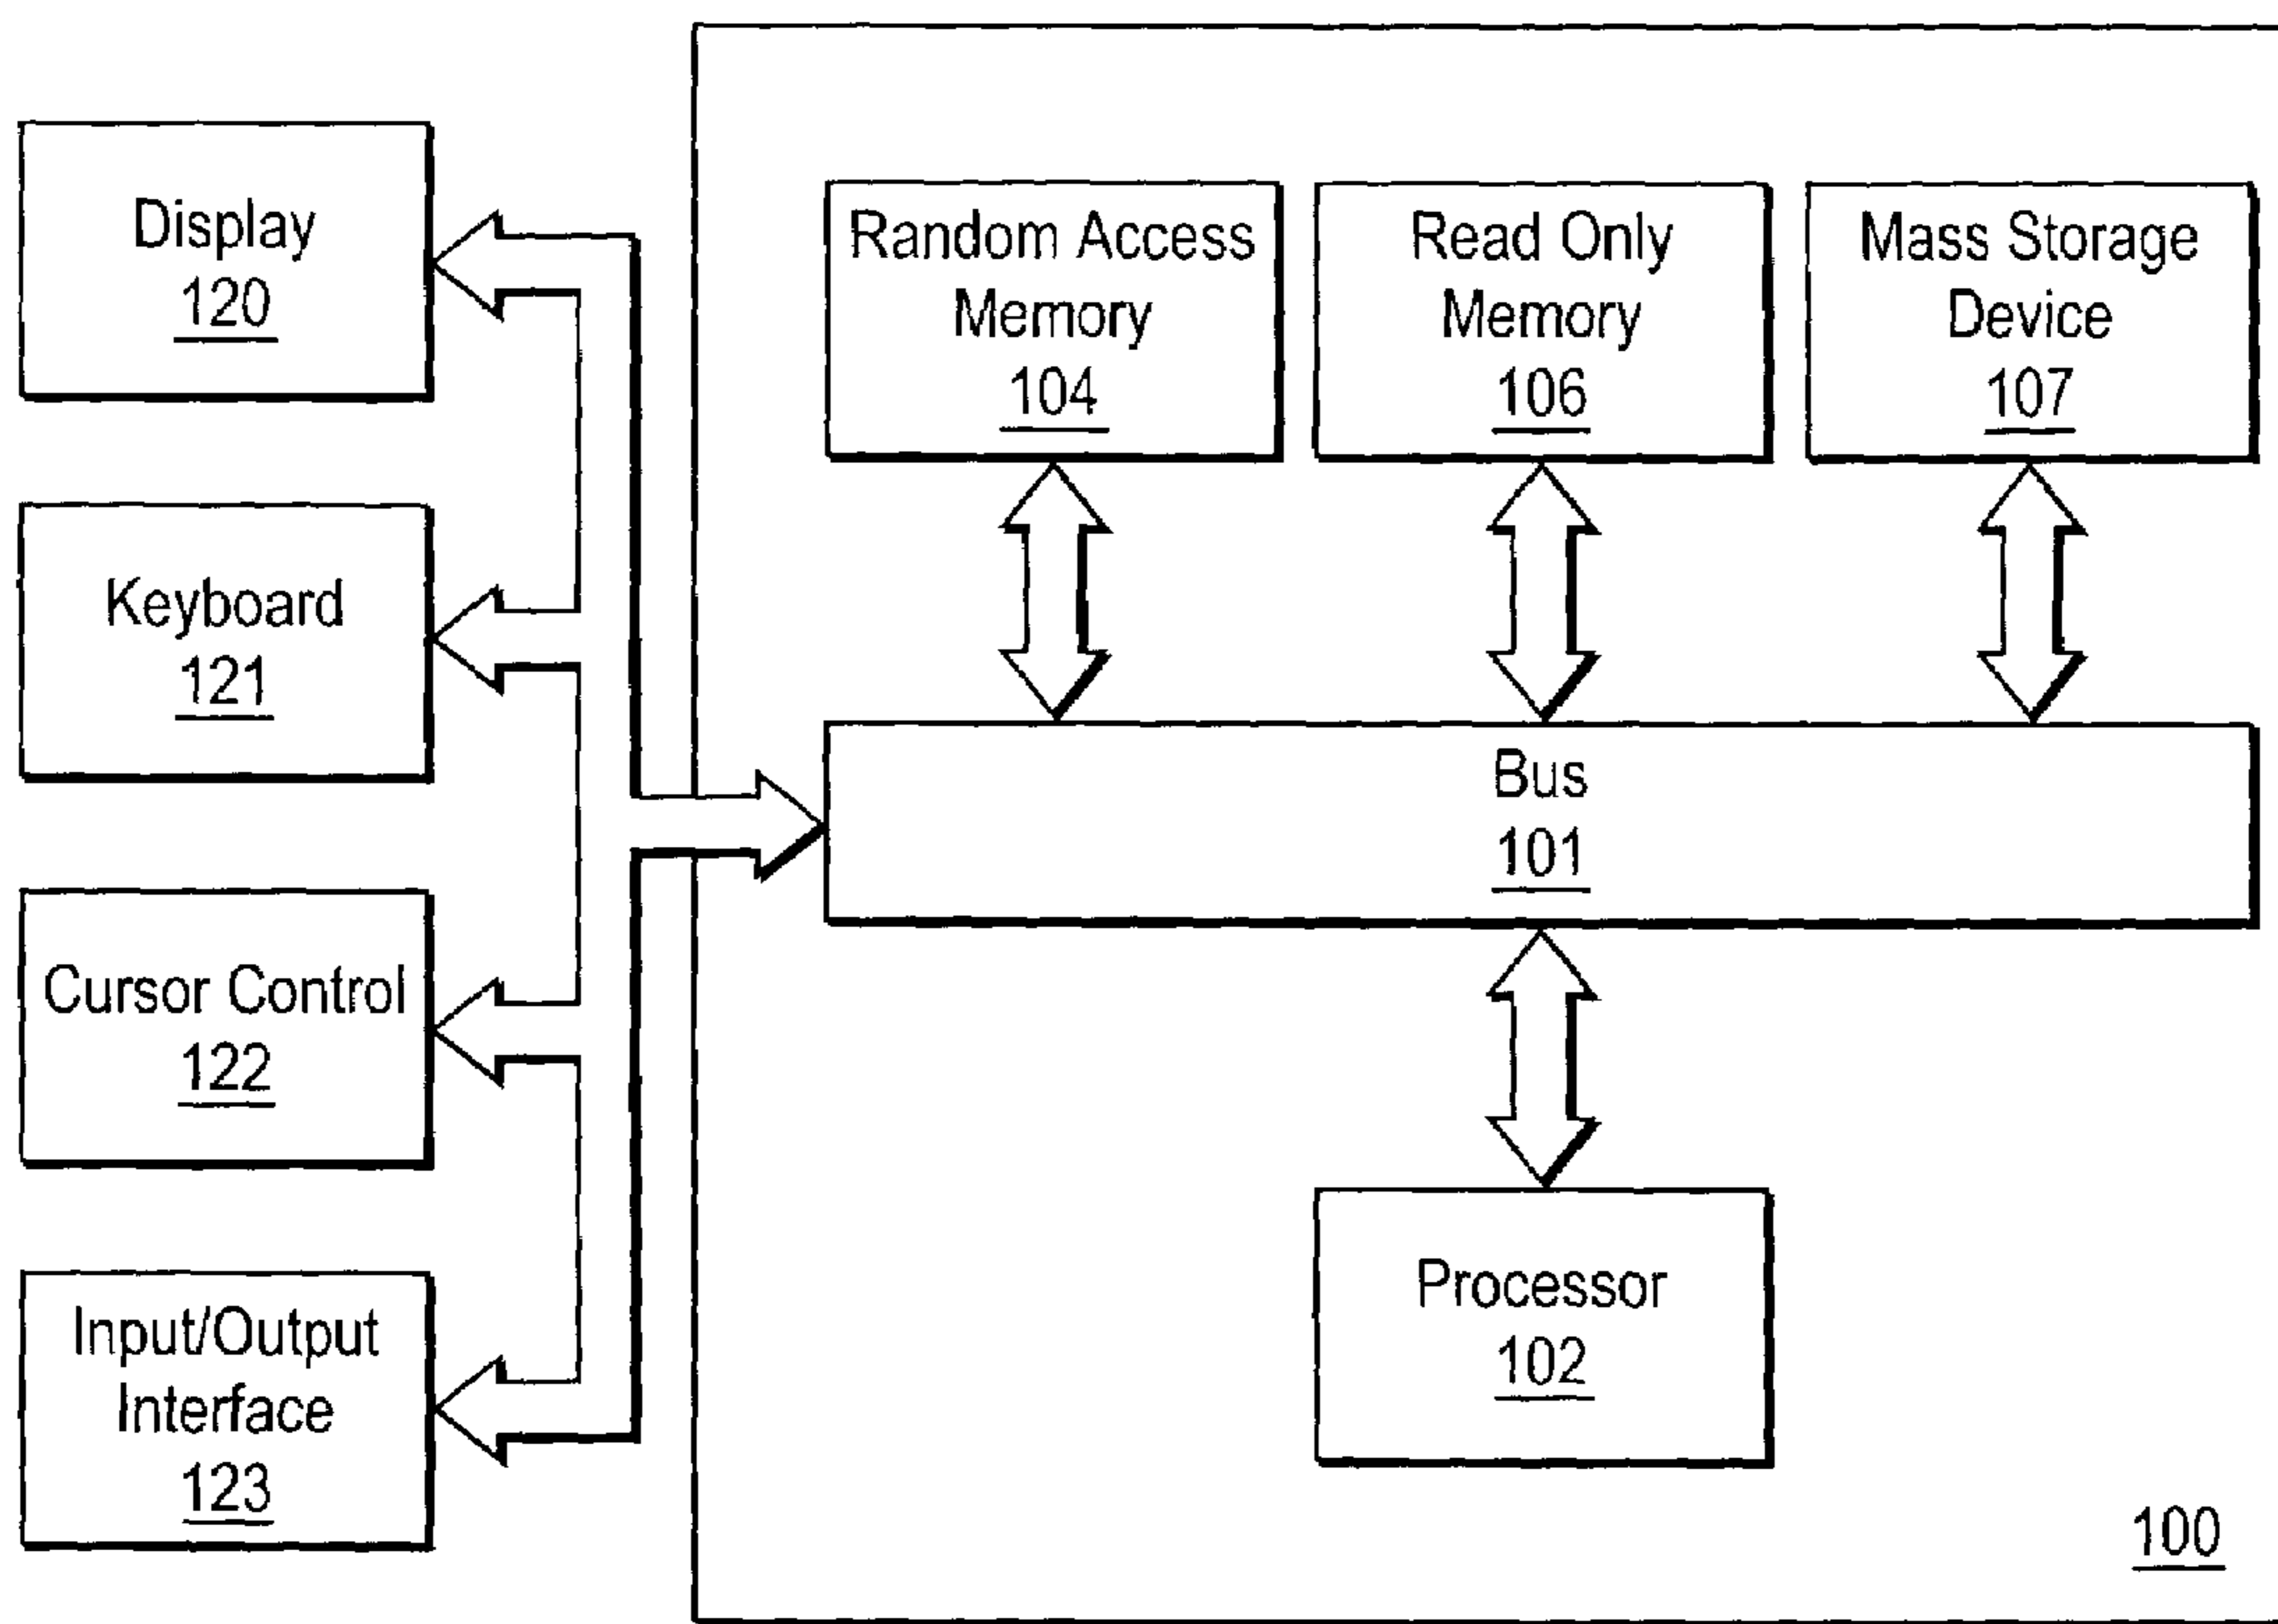 Display
120
Keyboard
121
Cursor Control
122
Input/Output
Interface
123
Random Access
Memory
104
Read Only
Memory
106
Mass Storage
Device
107
Bus
101
Processor
102
100